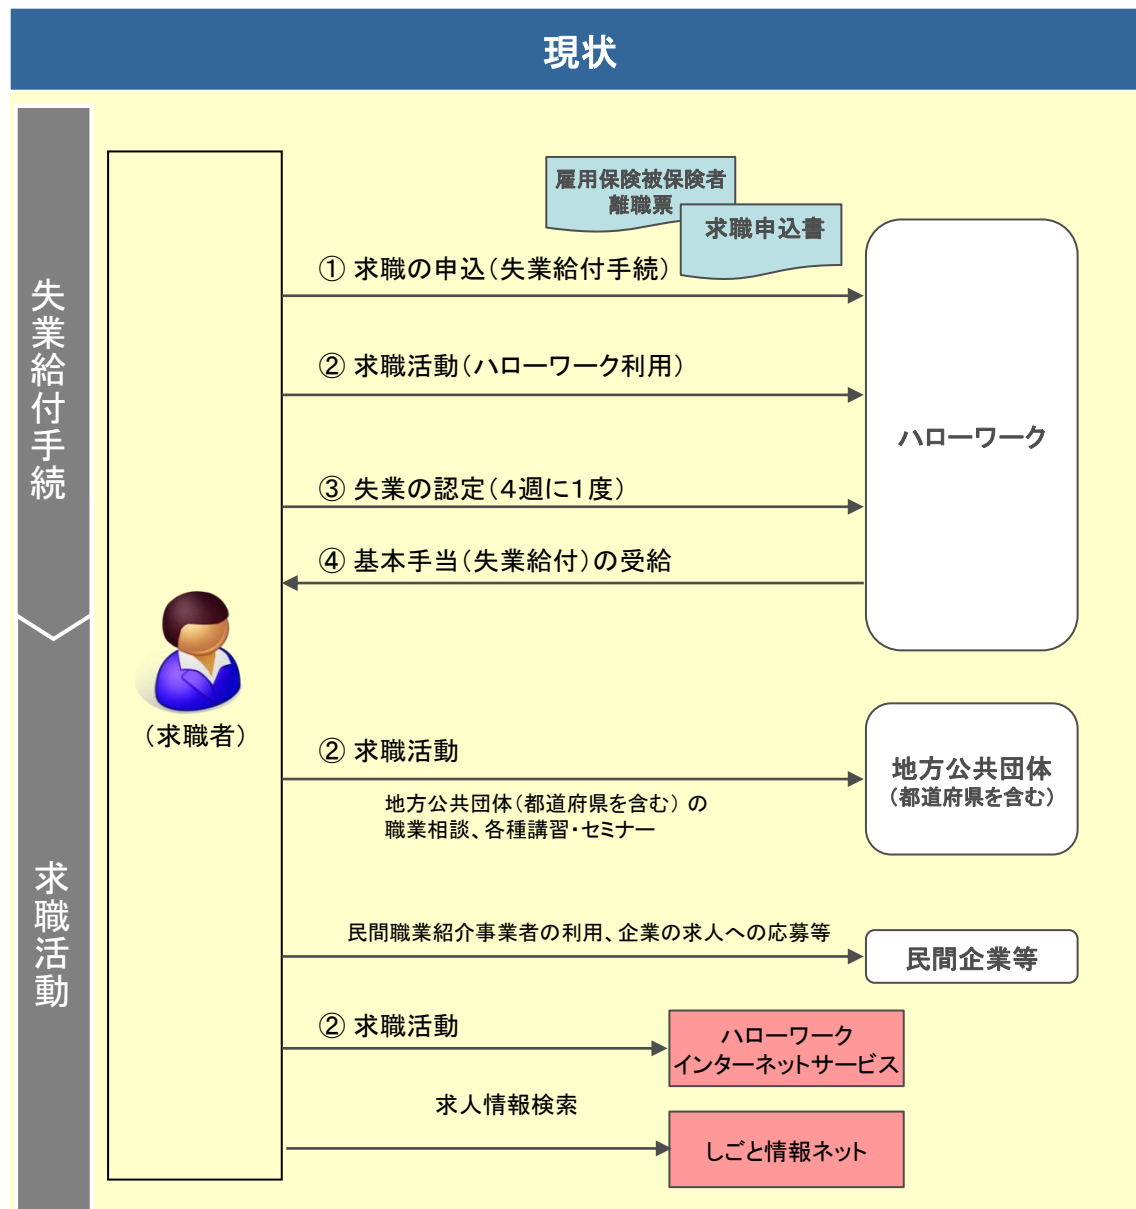 現状
失業給付手続
雇用保険被保険者
離職票
求職申込書
① 求職の申込（失業給付手続）
② 求職活動（ハローワーク利用）
ハローワーク
③ 失業の認定（４週に１度）
④ 基本手当（失業給付）の受給
（求職者）
求職活動
② 求職活動
地方公共団体（都道府県を含む） の
職業相談、各種講習・セミナー
地方公共団体
（都道府県を含む）
民間職業紹介事業者の利用、企業の求人への応募等
民間企業等
② 求職活動
ハローワーク
インターネットサービス
求人情報検索
しごと情報ネット